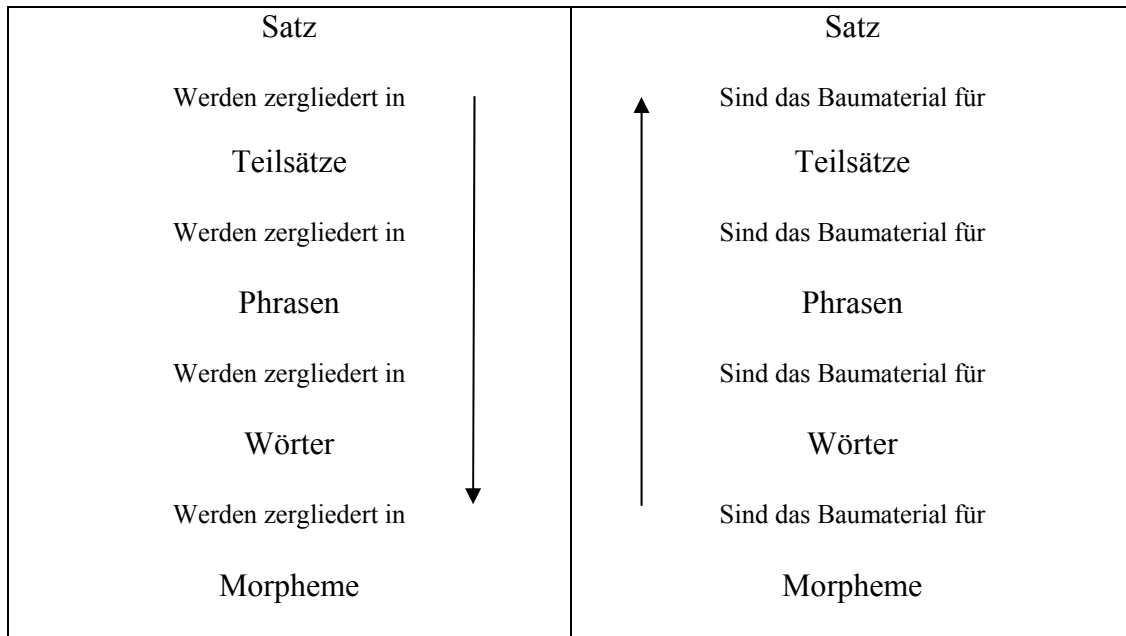 Satz
Werden zergliedert in
Teilsätze
Werden zergliedert in
Phrasen
Werden zergliedert in
Wörter
Werden zergliedert in
Morpheme
Satz
Sind das Baumaterial für
Teilsätze
Sind das Baumaterial für
Phrasen
Sind das Baumaterial für
Wörter
Sind das Baumaterial für
Morpheme